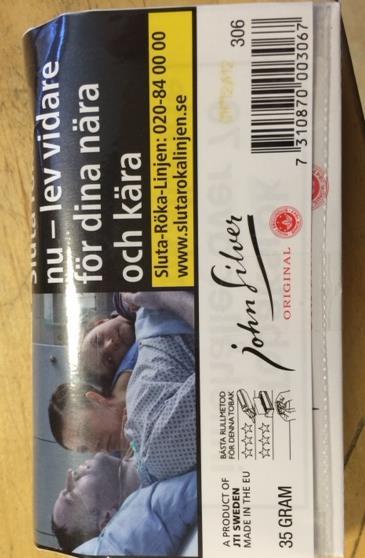 nu – lev vidare
för dina nära
och kära
Sluta-Röka-Linjen: 020-84 00 00
www.slutarokalinjen.se
306
7 310870 003067
John Silver
ORIGINAL
BÄSTA RULLMETOD
FÖR DENNA TOBAK
A PRODUCT OF
JTI SWEDEN
MADE IN THE EU
35 GRAM